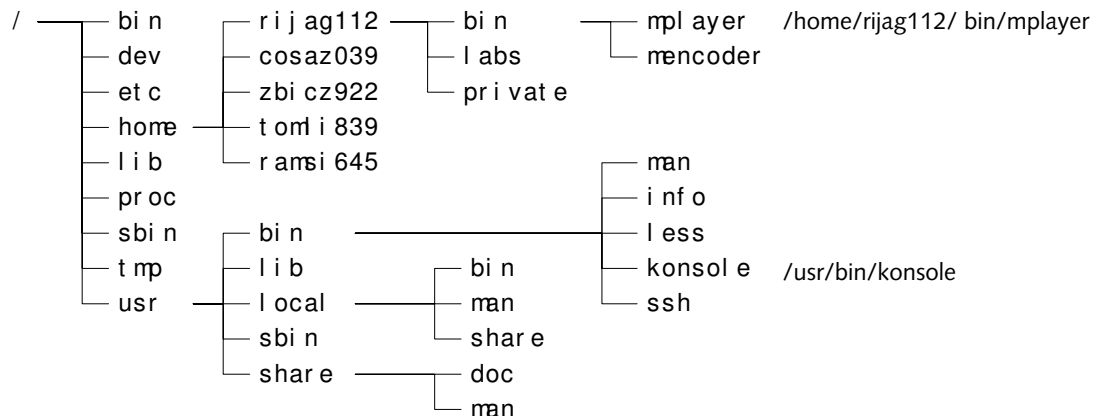 / bin rijag112 bin mplayer /home/rijag112/ bin/mplayer
dev cosaz039 labs mencoder
etc zbicz922 private
home tomli839
lib ramsi645 man
proc info
sbin bin less
tmp lib bin konsole /usr/bin/konsole
usr local man ssh
sbin share
share doc
man